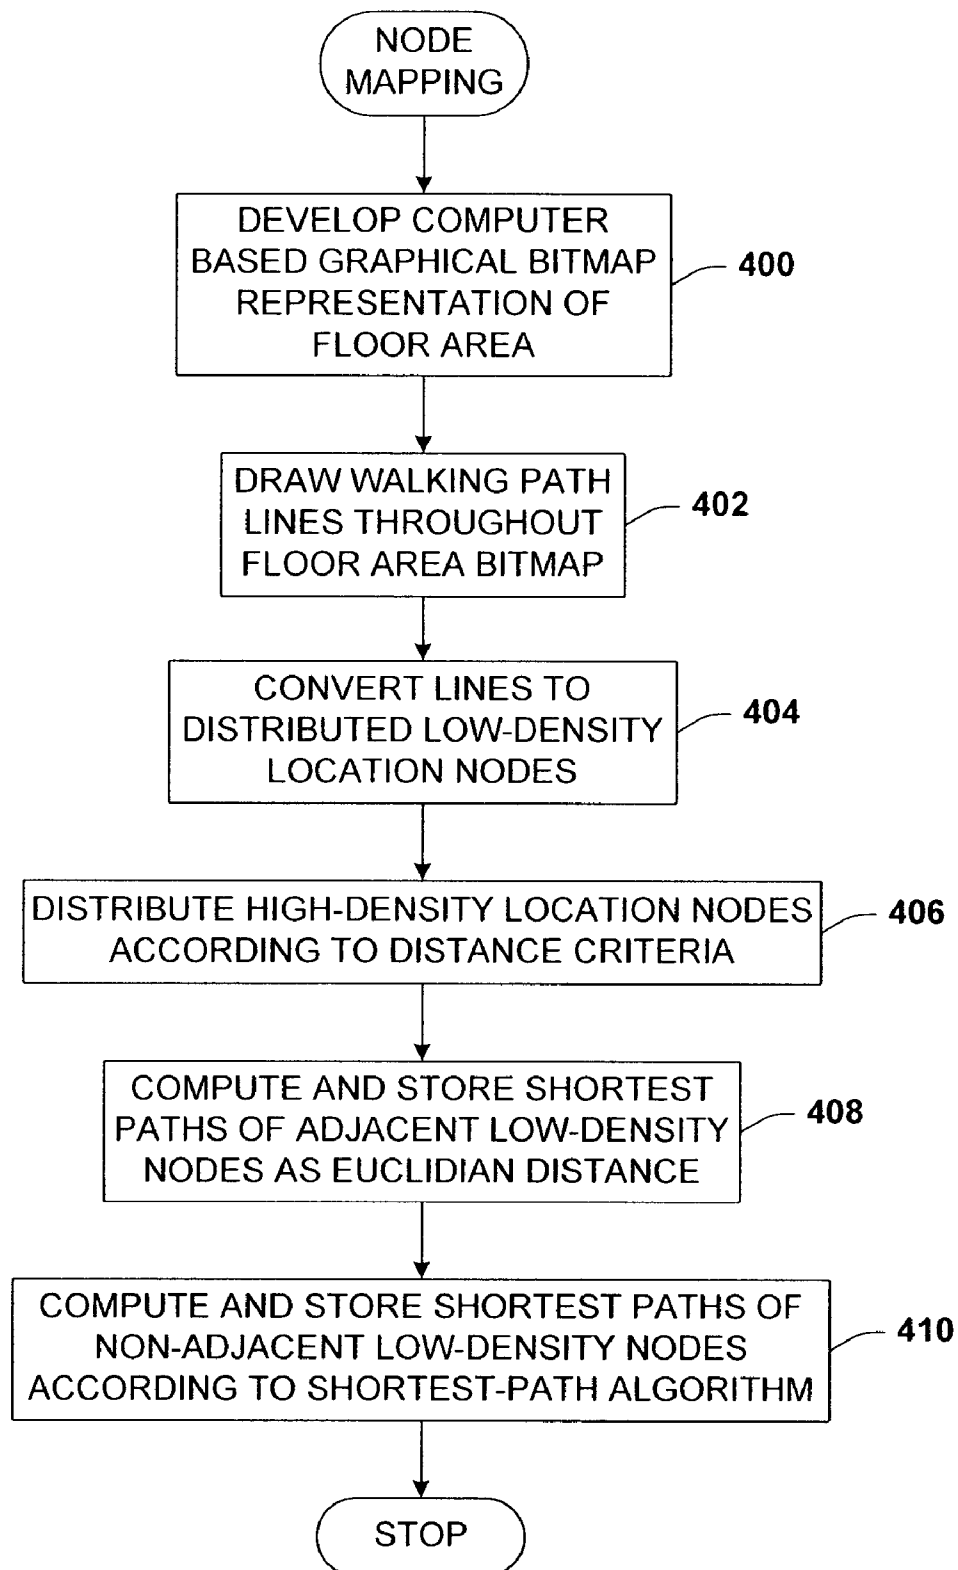 NODE
MAPPING
DEVELOP COMPUTER
BASED GRAPHICAL BITMAP
REPRESENTATION OF
FLOOR AREA
400
DRAW WALKING PATH
LINES THROUGHOUT
FLOOR AREA BITMAP
402
CONVERT LINES TO
DISTRIBUTED LOW-DENSITY
LOCATION NODES
404
DISTRIBUTE HIGH-DENSITY LOCATION NODES
ACCORDING TO DISTANCE CRITERIA
406
COMPUTE AND STORE SHORTEST
PATHS OF ADJACENT LOW-DENSITY
NODES AS EUCLIDIAN DISTANCE
408
COMPUTE AND STORE SHORTEST PATHS OF
NON-ADJACENT LOW-DENSITY NODES
ACCORDING TO SHORTEST-PATH ALGORITHM
410
STOP